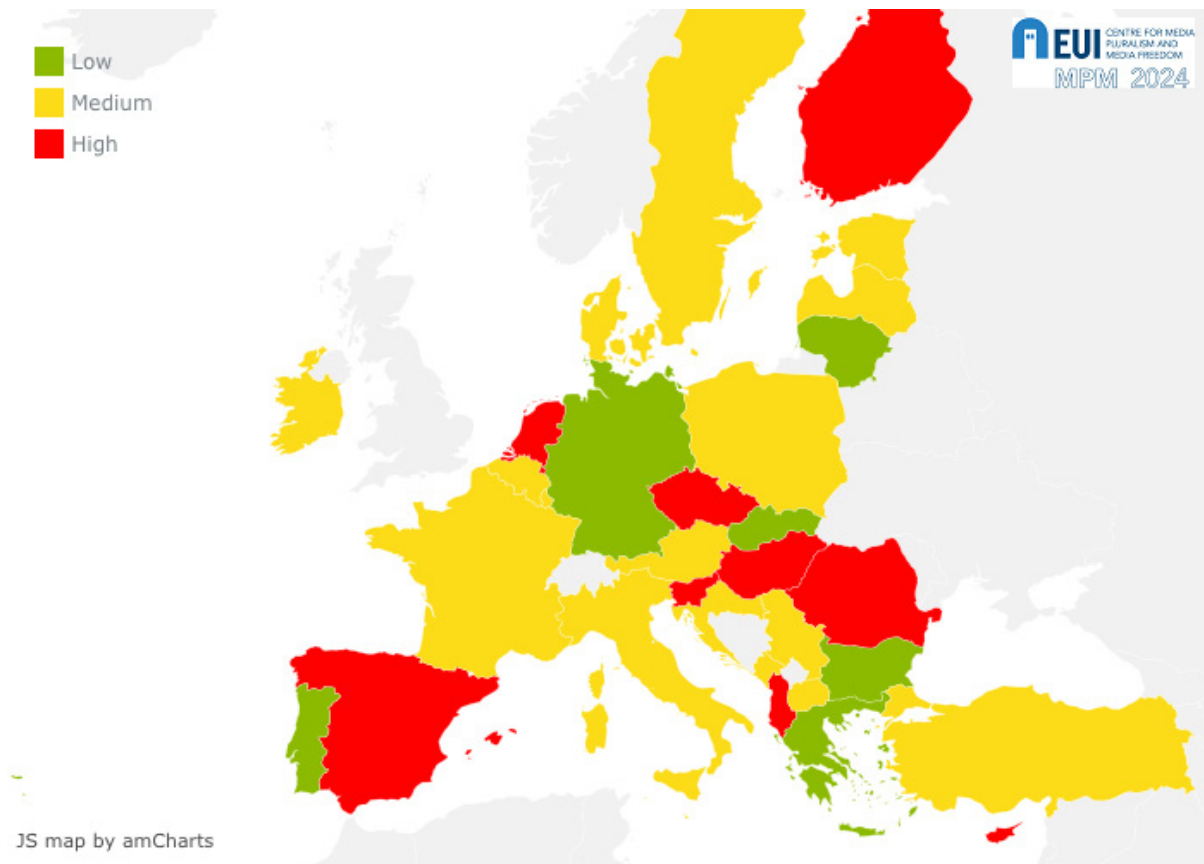 Low
Medium
High
EUI
CENTRE FOR MEDIA
PLURALISM AND
MEDIA FREEDOM
MPM 2024
JS map by amCharts